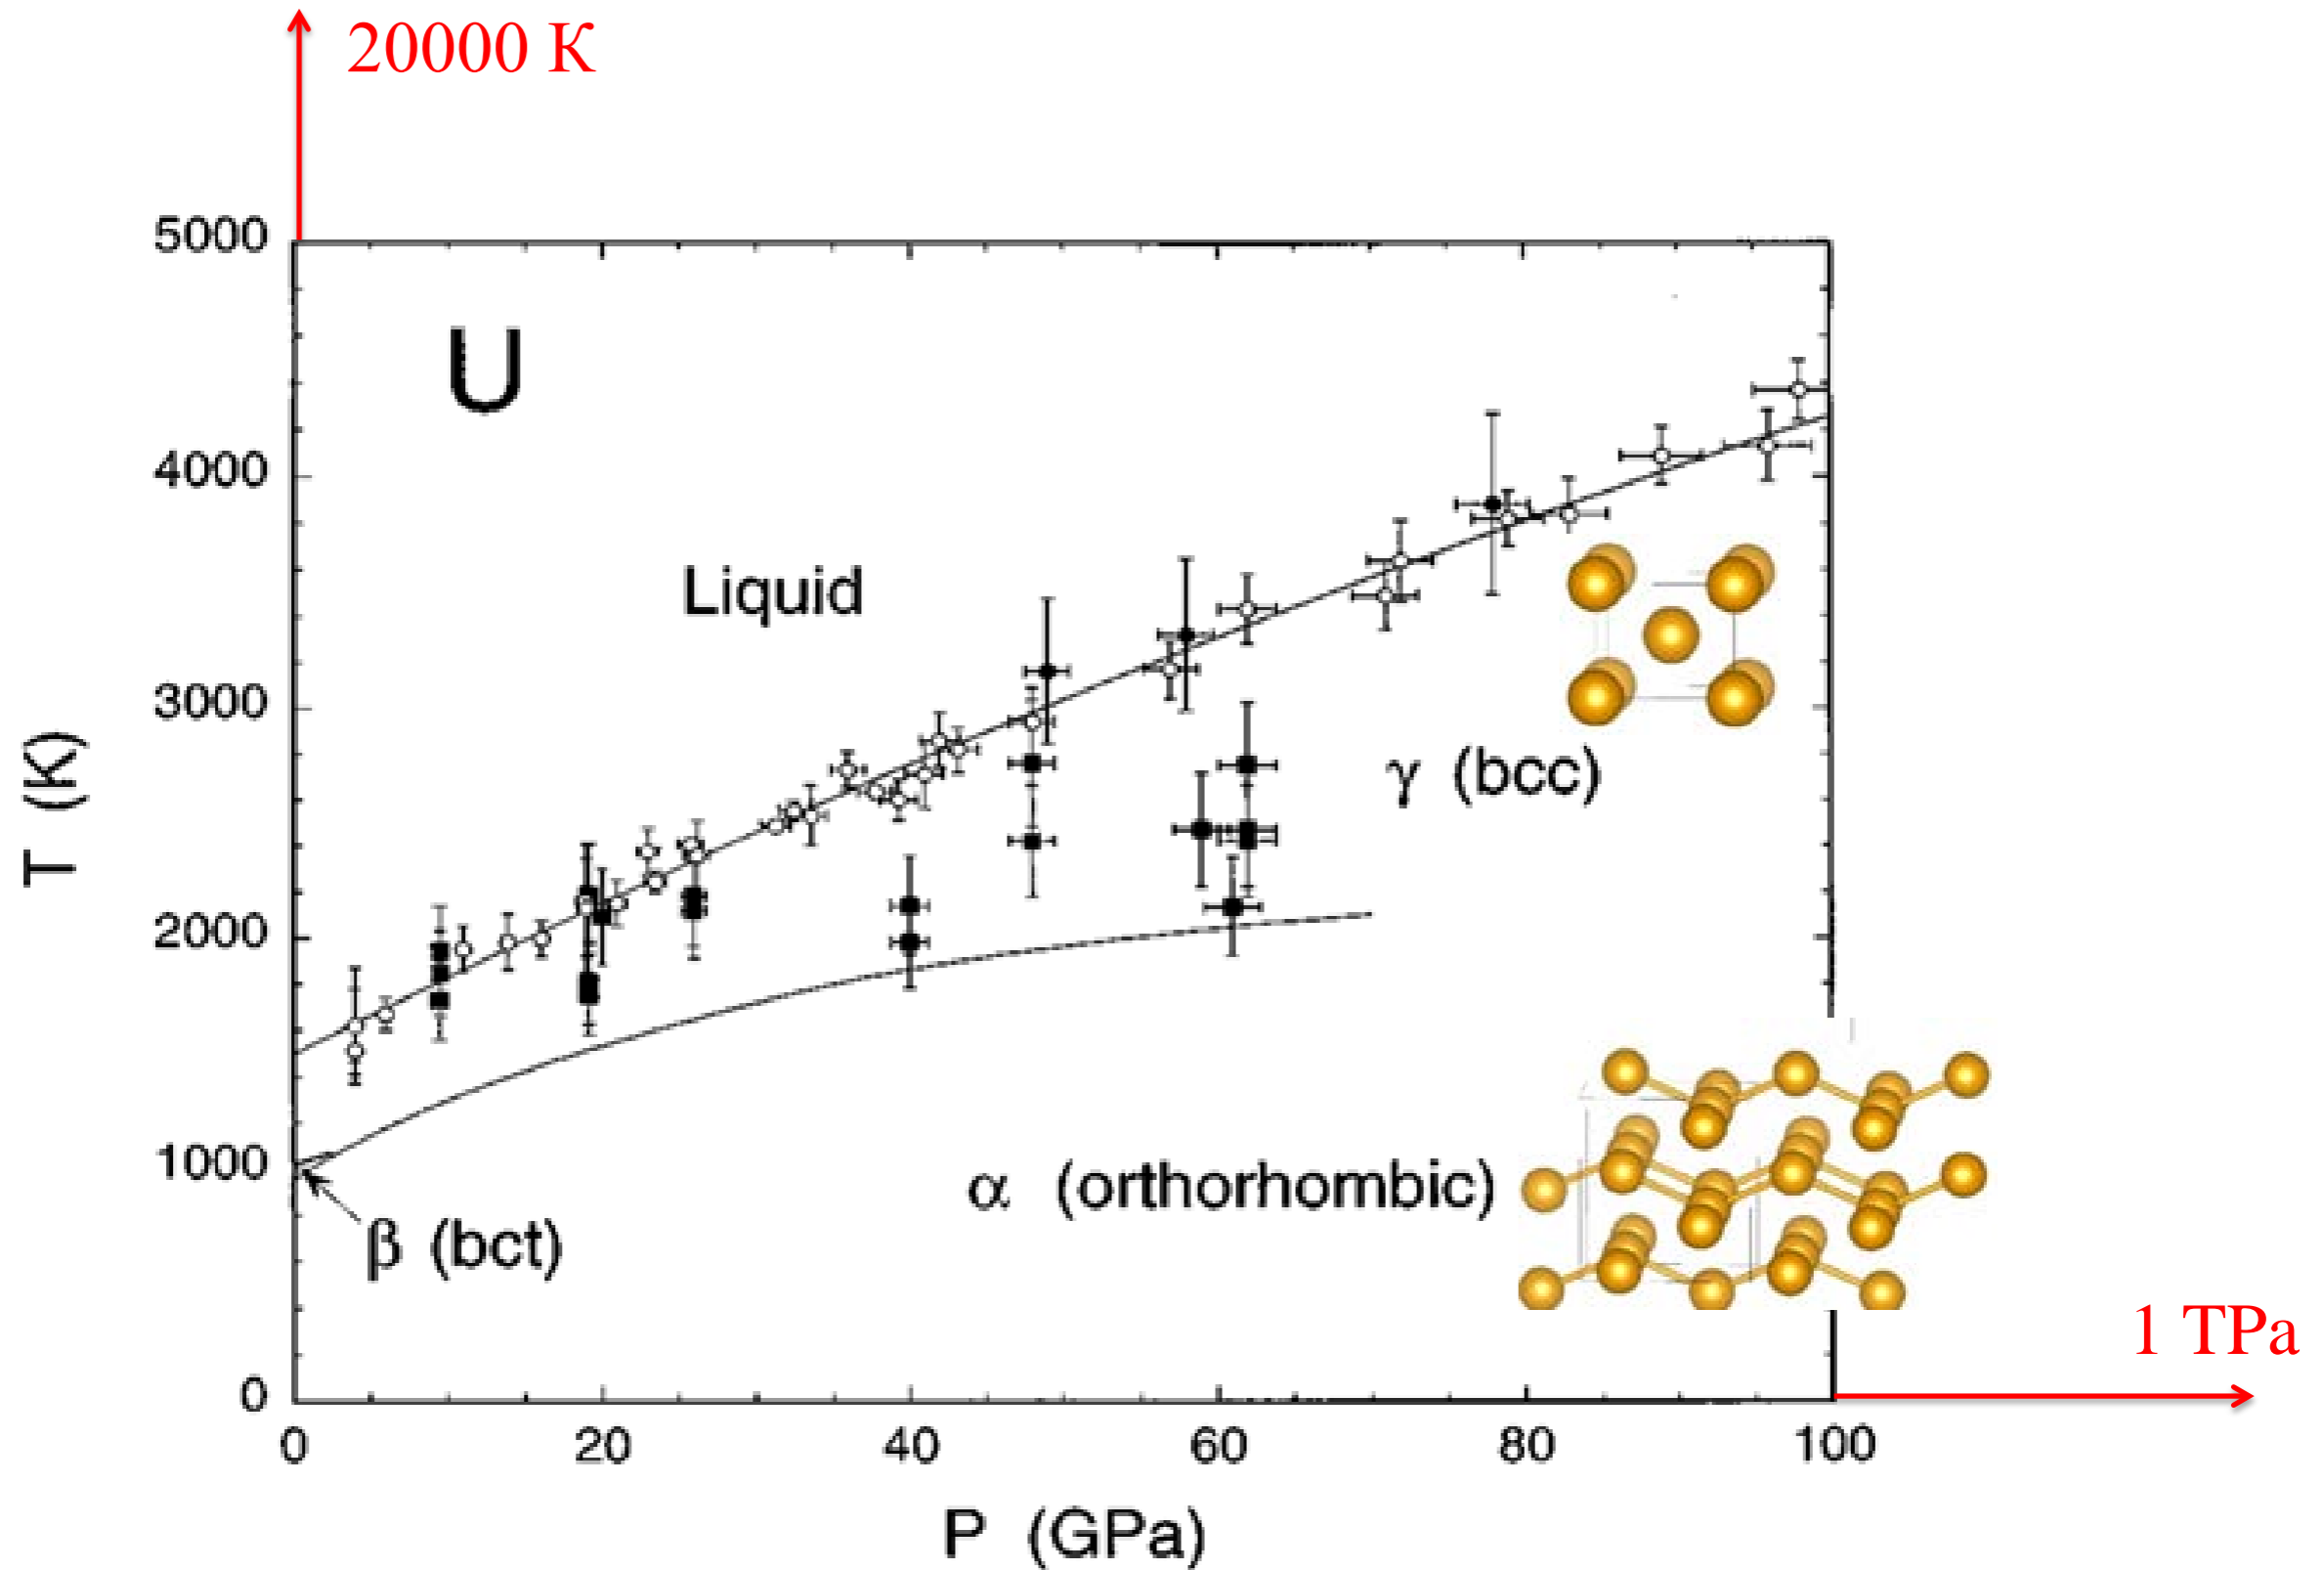 20000 К
5000
U
4000
Liquid
3000
T (K)
γ (bcc)
2000
1000
α (orthorhombic)
β (bct)
1 TPa
0
0 20 40 60 80 100
P (GPa)